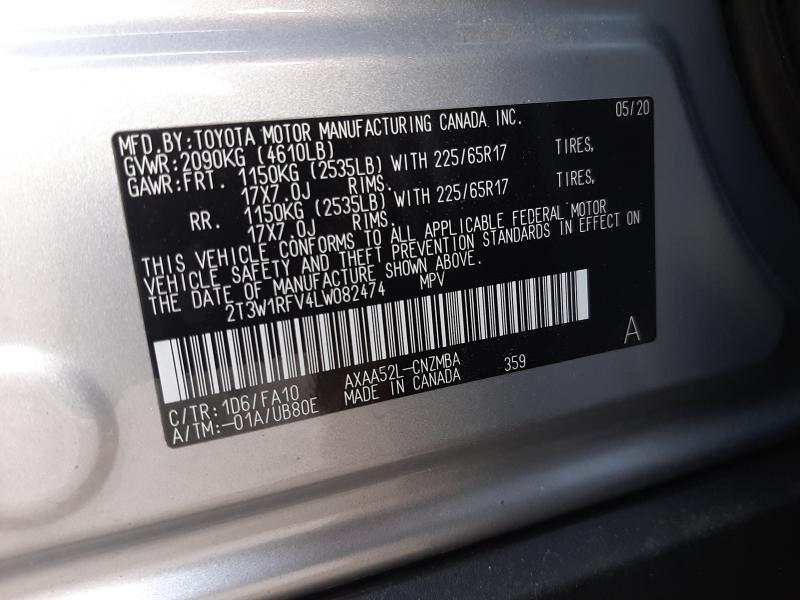 05/20
MFD.BY:TOYOTA MOTOR MANUFACTURING CANADA INC.
GVWR:2090KG (4610LB)
GAWR:FRT. 1150KG (2535LB) WITH 225/65R17 TIRES,
17X7.0J RIMS.
RR. 1150KG (2535LB) WITH 225/65R17 TIRES,
17X7.0J RIMS.
THIS VEHICLE CONFORMS TO ALL APPLICABLE FEDERAL MOTOR
VEHICLE SAFETY AND THEFT PREVENTION STANDARDS IN EFFECT ON
THE DATE OF MANUFACTURE SHOWN ABOVE.
2T3W1RFV4LW082474 MPV
A
C/TR: 1D6/FA10 AXAA52L-CNZMBA 359
A/TM:-01A/UB80E MADE IN CANADA